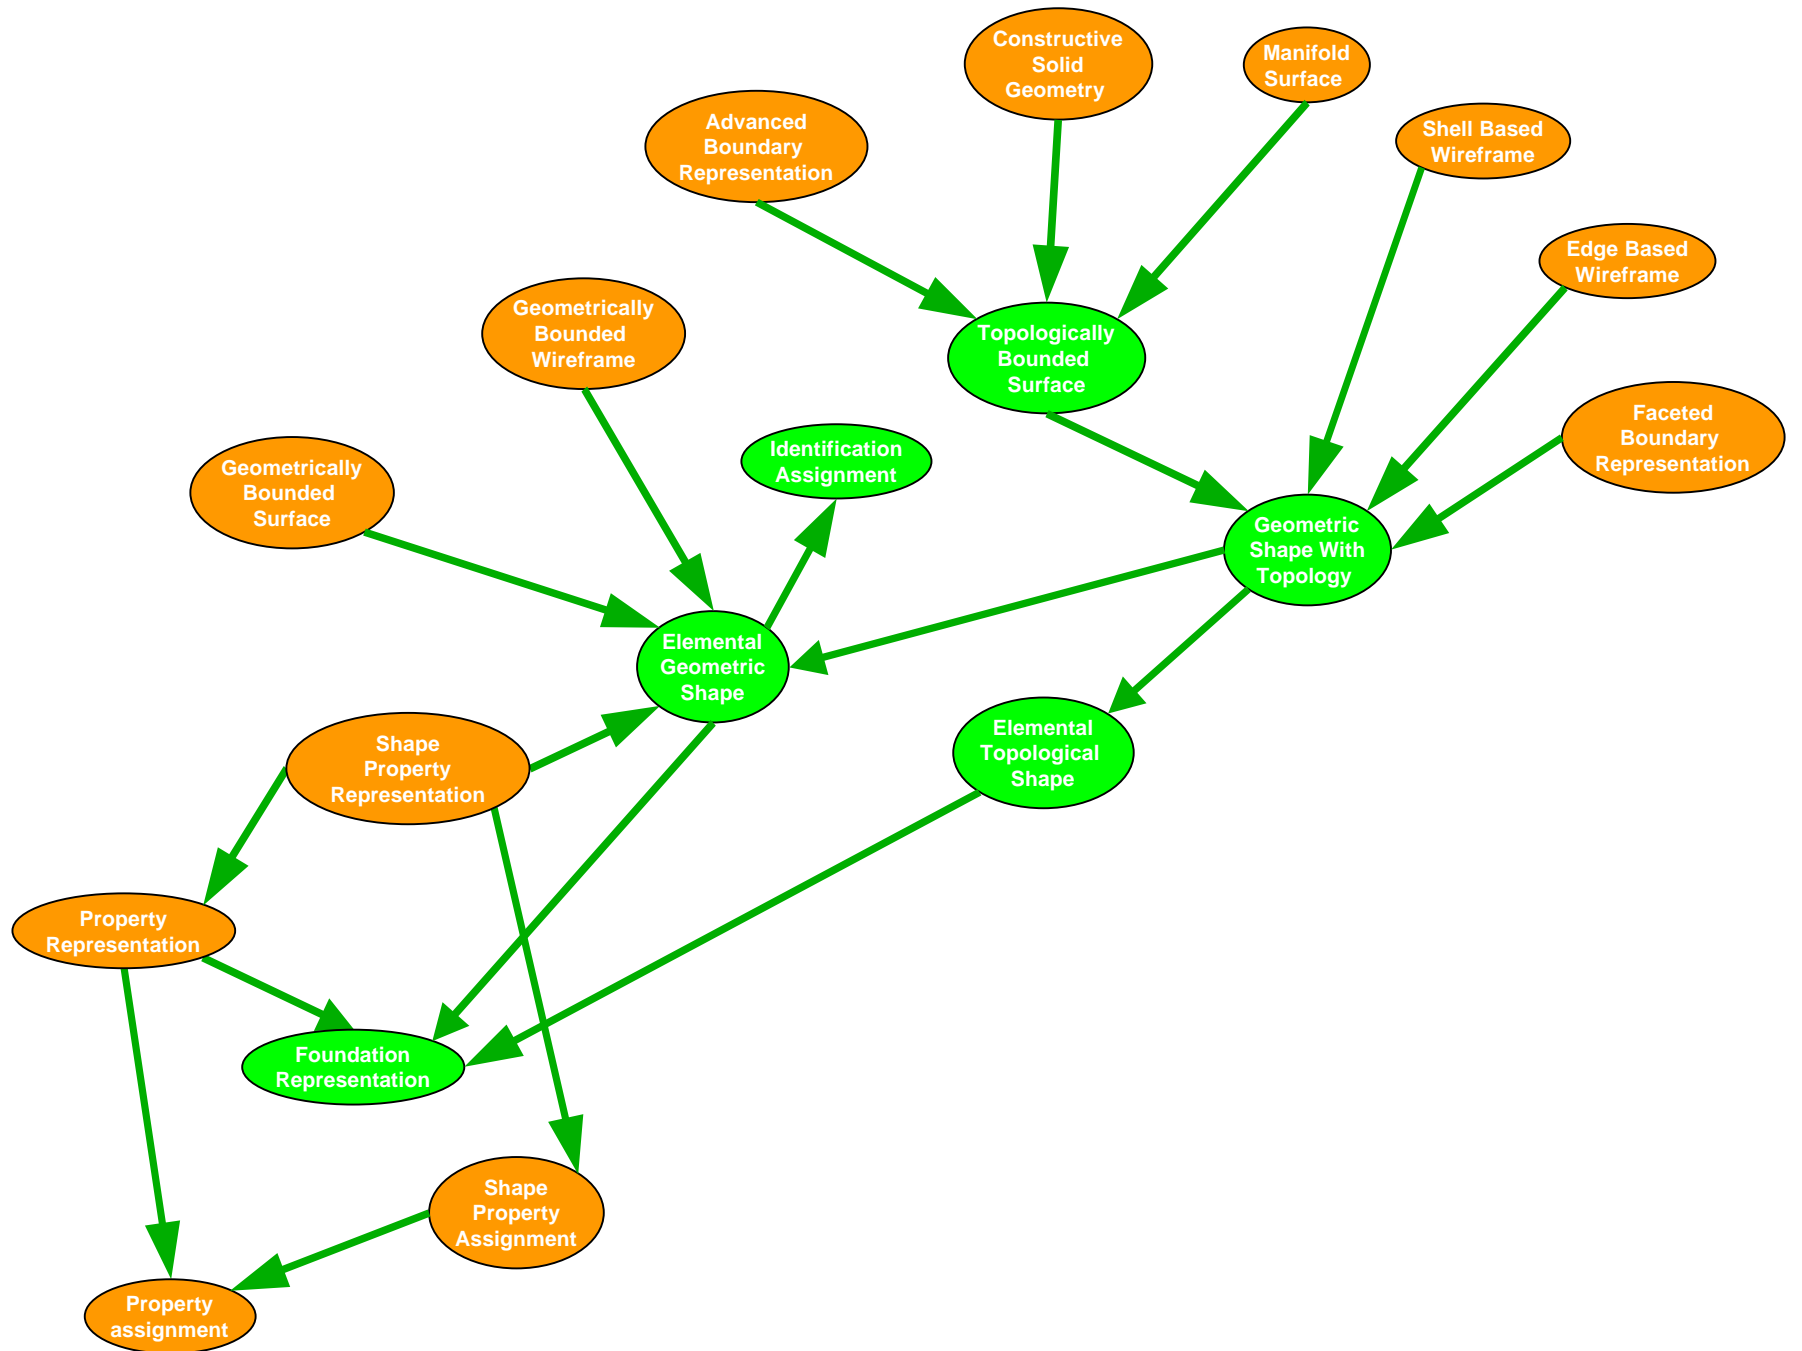 Constructive
Solid
Geometry
Manifold
Surface
Advanced
Boundary
Representation
Shell Based
Wireframe
Edge Based
Wireframe
Geometrically
Bounded
Wireframe
Topologically
Bounded
Surface
Faceted
Boundary
Representation
Identification
Assignment
Geometrically
Bounded
Surface
Geometric
Shape With
Topology
Elemental
Geometric
Shape
Elemental
Topological
Shape
Shape
Property
Representation
Property
Representation
Foundation
Representation
Shape
Property
Assignment
Property
assignment